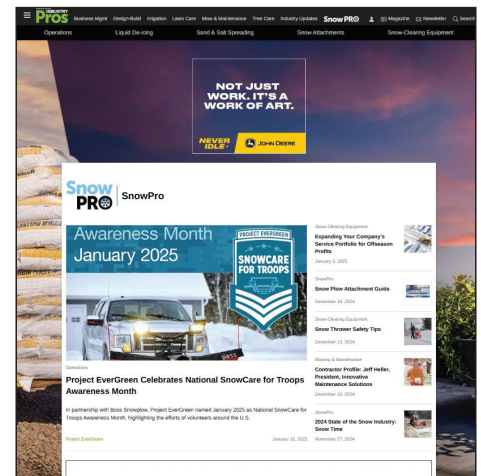 INDUSTRY
Pros
Business Mgmt Design-Build Irrigation Lawn Care Mow & Maintenance Tree Care Industry Updates SnowPRO Magazine Newsletter Search
Operations Liquid De-icing Sand & Salt Spreading Snow Attachments Snow-Clearing Equipment
NOT JUST
WORK. IT'S A
WORK OF ART.
NEVER
IDLE
JOHN DEERE
Snow
PRO
SnowPro
Awareness Month
January 2025
PROJECT EVERGREEN
SNOWCARE
FOR TROOPS
BOSS
Operations
Project EverGreen Celebrates National SnowCare for Troops
Awareness Month
In partnership with Boss Snowplow, Project EverGreen named January 2025 as National SnowCare for
Troops Awareness Month, highlighting the efforts of volunteers around the U.S.
Project EverGreen
January 16, 2025
Snow-Clearing Equipment
Expanding Your Company's
Service Portfolio for Offseason
Profits
January 2, 2025
SnowPro
Snow Plow Attachment Guide
December 18, 2024
Snow-Clearing Equipment
Snow Thrower Safety Tips
December 13, 2024
Mowing & Maintenance
Contractor Profile: Jeff Heller,
President, Innovative
Maintenance Solutions
December 10, 2024
SnowPro
2024 State of the Snow Industry:
Snow Time
November 27, 2024